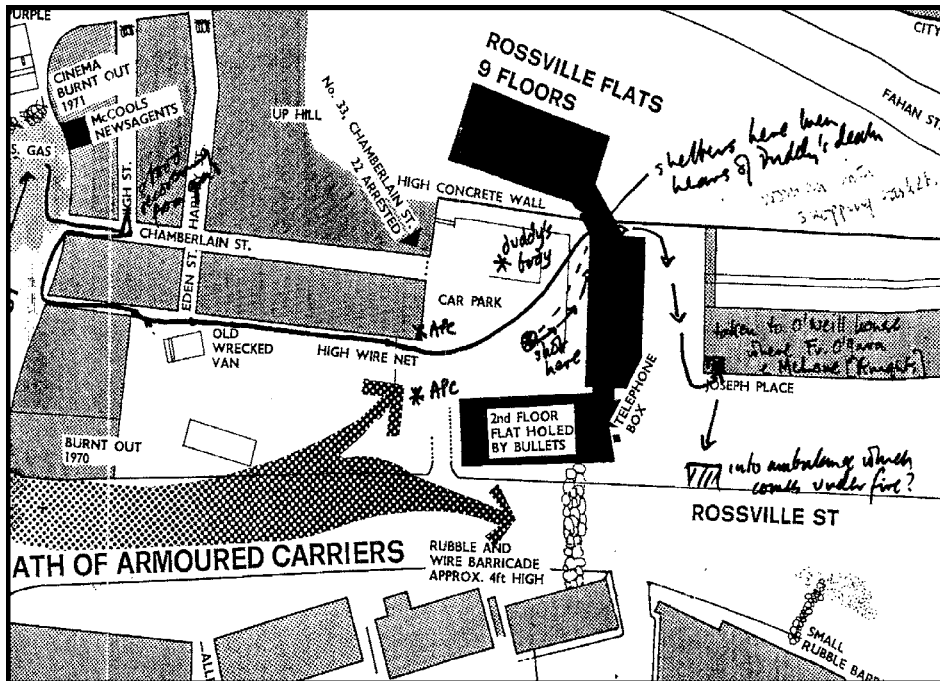 URPLE
CINEMA
BURNT OUT
1971
McCOOLS
NEWSAGENTS
S. GAS
HIGH ST.
HAR
UP HILL
No. 33, CHAMBERLAIN ST.
22 ARRESTED
ROSSVILLE FLATS
9 FLOORS
CITY
FAHAN ST.
shelters here then
hears of Duddy's death
HIGH CONCRETE WALL
CHAMBERLAIN ST.
EDEN ST.
duddy's
body
CAR PARK
APC
shot
here
OLD
WRECKED
VAN
HIGH WIRE NET
APC
TELEPHONE
BOX
taken to O'Neill house
where Fr. O'Gara
JOSEPH PLACE
2nd FLOOR
FLAT HOLED
BY BULLETS
BURNT OUT
1970
into ambulance which
comes under fire?
ROSSVILLE ST
ATH OF ARMOURED CARRIERS
RUBBLE AND
WIRE BARRICADE
APPROX. 4ft HIGH
SMALL
RUBBLE BARR
ALL